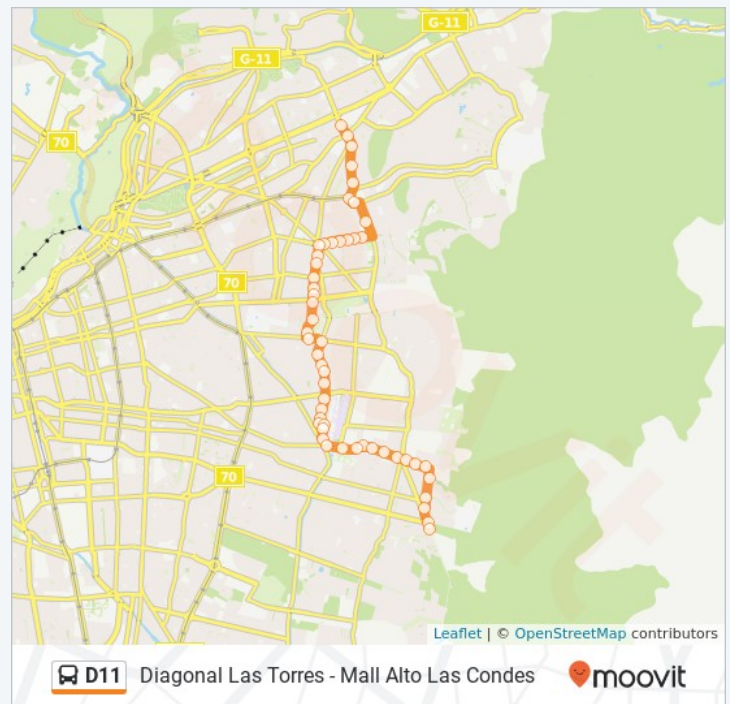 G-11
G-11
70
70
70
Leaflet | © OpenStreetMap contributors
D11 Diagonal Las Torres - Mall Alto Las Condes moovit